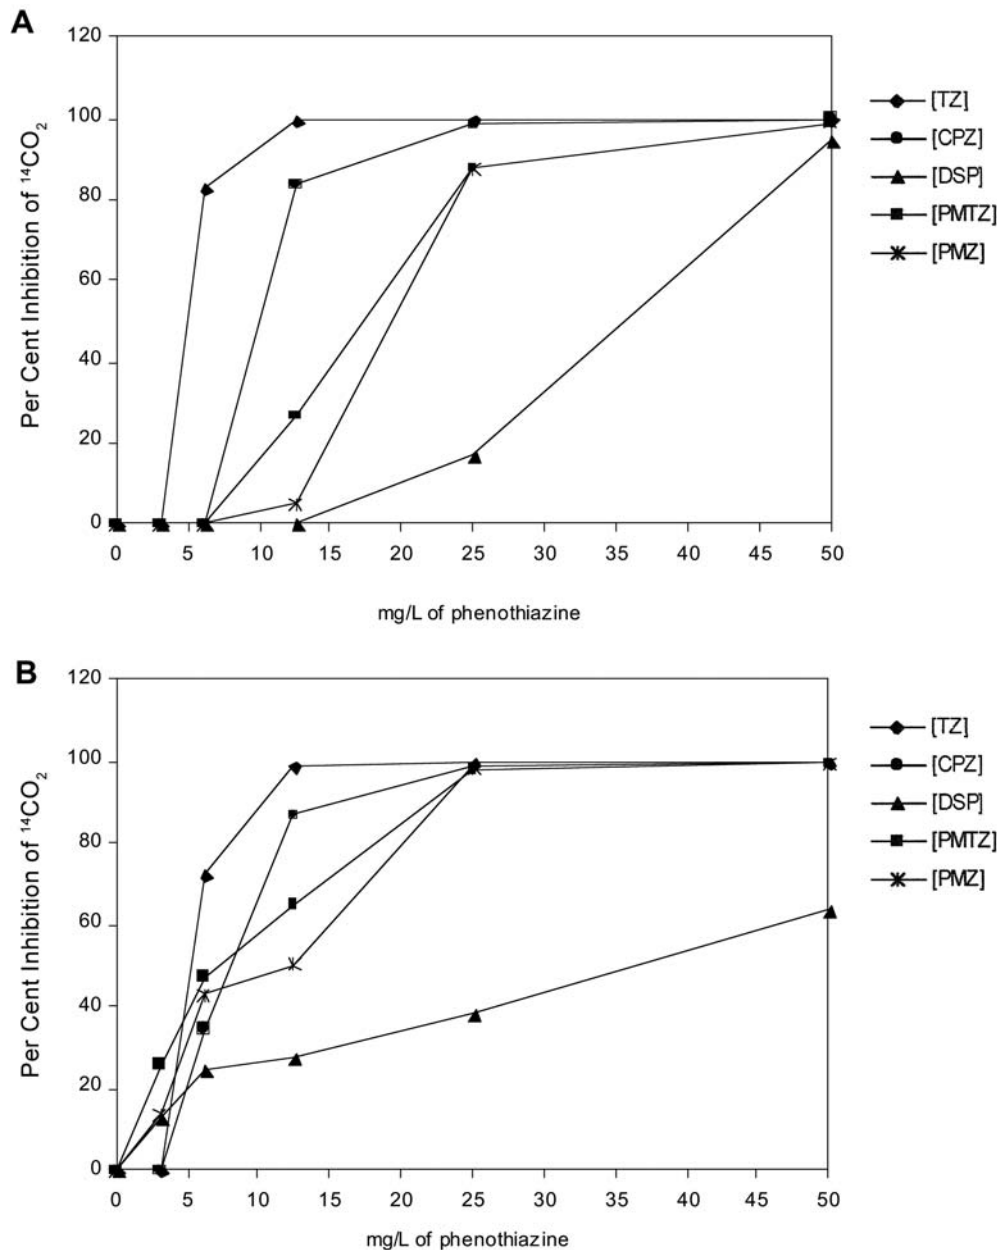 A
120
100
80
60
40
20
0
Per Cent Inhibition of ¹⁴CO₂
0 5 10 15 20 25 30 35 40 45 50
mg/L of phenothiazine
[TZ]
[CPZ]
[DSP]
[PMTZ]
[PMZ]
B
120
100
80
60
40
20
0
Per Cent Inhibition of ¹⁴CO₂
0 5 10 15 20 25 30 35 40 45 50
mg/L of phenothiazine
[TZ]
[CPZ]
[DSP]
[PMTZ]
[PMZ]